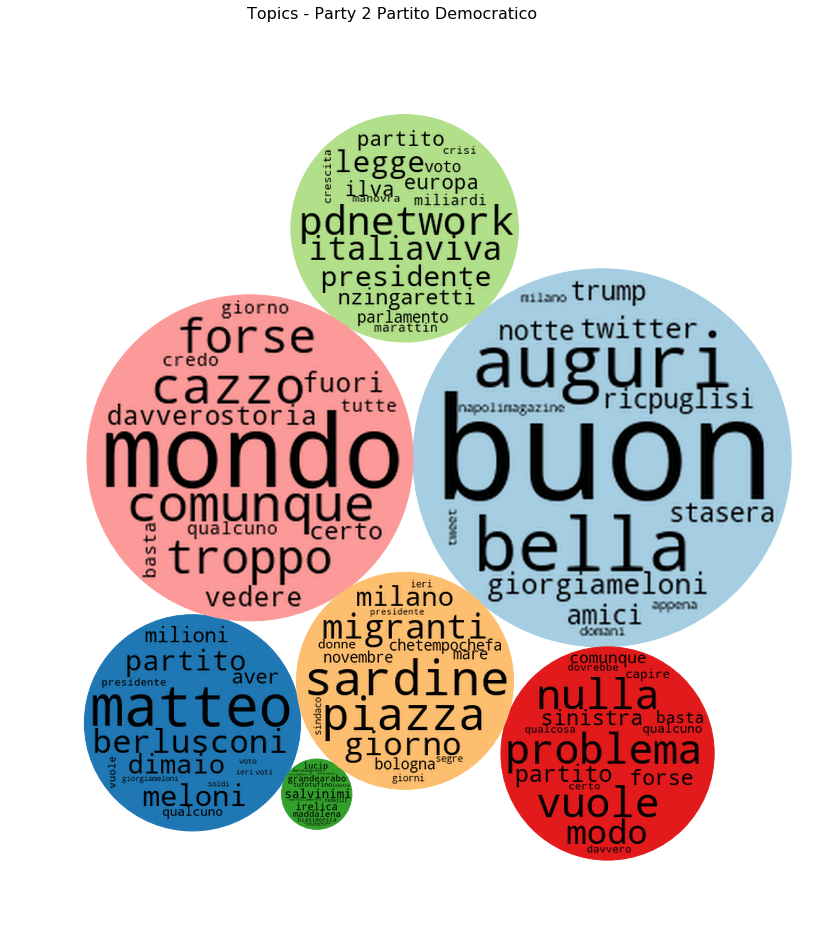 Topics - Party 2 Partito Democratico
partito
crisi
legge
voto
crescita
ilva
europa
manovra
miliardi
pdnetwork
italiaviva
presidente
nzingaretti
parlamento
marattin
giorno
forse
credo
cazzo
fuori
davverostoria
tutte
mondo
comunque
qualcuno
certo
basta
troppo
vedere
milano
trump
notte
twitter
auguri
ricpuglisi
napolimagazine
buon
stasera
tweet
bella
giorgiameloni
appena
amici
domani
ieri
milano
presidente
migranti
donne
chetempochefa
novembre
mare
sardine
piazza
sindaco
giorno
bologna
segre
giorni
milioni
partito
aver
presidente
matteo
berlusconi
dimaio
voto
vuole
ieri
voti
giorgiameloni
soldi
meloni
qualcuno
lucip
grandearabo
tufotufino
salvinimi
irelica
maddalena
biasimonica
comunque
dovrebbe
capire
nulla
sinistra
basta
qualcosa
qualcuno
problema
partito
forse
certo
vuole
modo
davvero